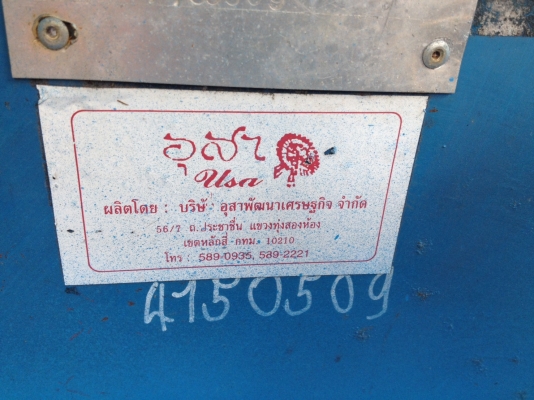 อุสา
Usa
ผลิตโดย : บริษัท อุสาพัฒนาเศรษฐกิจ จำกัด
56/7 ถ.ประชาชื่น แขวงทุ่งสองห้อง
เขตหลักสี่ กทม. 10210
โทร : 589-0935, 589-2221
4150509